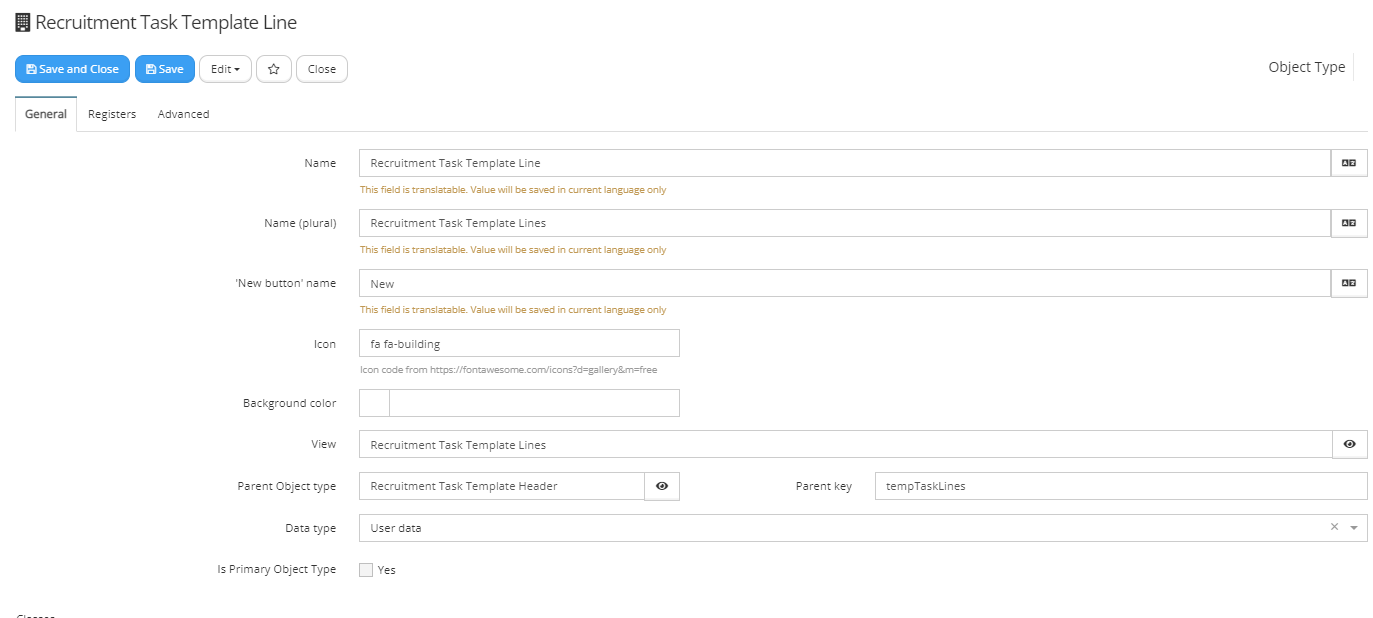 Recruitment Task Template Line
Save and Close Save Edit Close
Object Type
General Registers Advanced
Name Recruitment Task Template Line
This field is translatable. Value will be saved in current language only
Name (plural) Recruitment Task Template Lines
This field is translatable. Value will be saved in current language only
'New button' name New
This field is translatable. Value will be saved in current language only
Icon fa fa-building
Icon code from https://fontawesome.com/icons?d=gallery&m=free
Background color
View Recruitment Task Template Lines
Parent Object type Recruitment Task Template Header Parent key tempTaskLines
Data type User data
Is Primary Object Type Yes